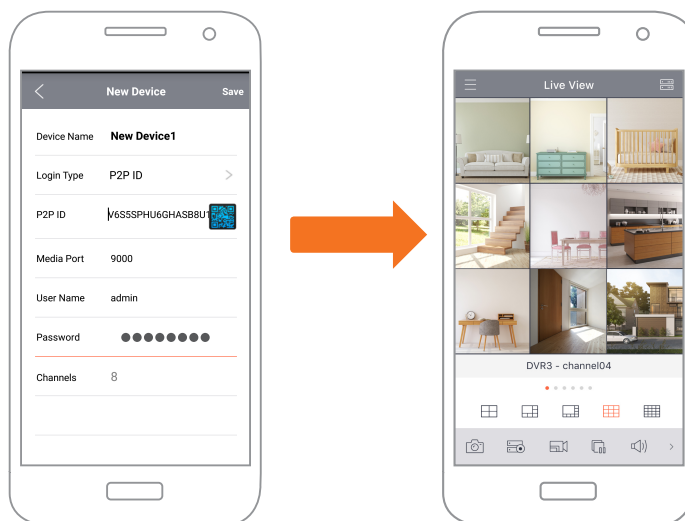 New Device Save
Device Name New Device1
Login Type P2P ID
P2P ID V6S5SPHU6GHASB8U1
Media Port 9000
User Name admin
Password ●●●●●●●●
Channels 8
Live View
DVR3 - channel04